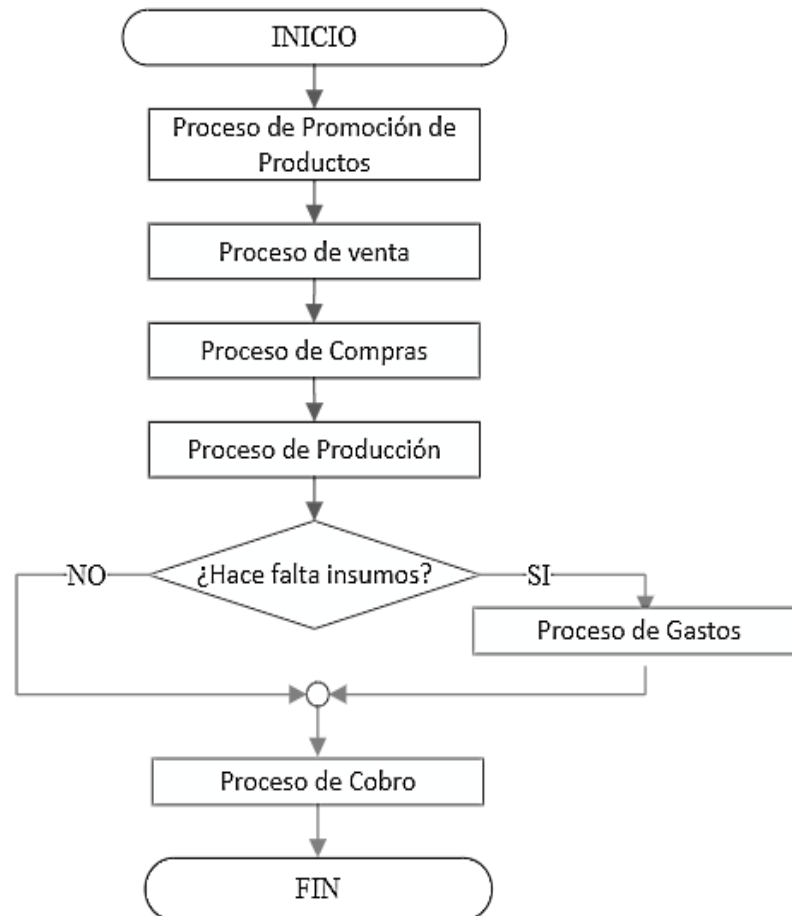 INICIO
Proceso de Promoción de
Productos
Proceso de venta
Proceso de Compras
Proceso de Producción
¿Hace falta insumos?
NO
SI
Proceso de Gastos
Proceso de Cobro
FIN